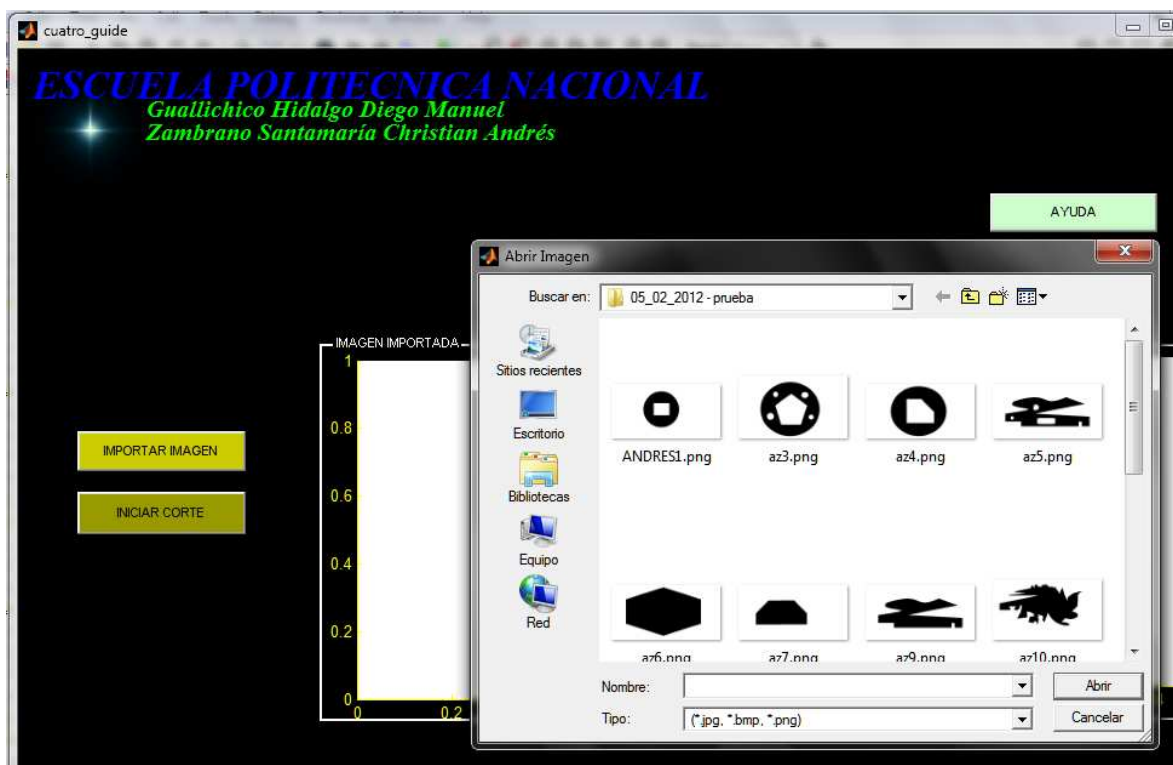 cuatro_guide
ESCUELA POLITECNICA NACIONAL
Guallichico Hidalgo Diego Manuel
Zambrano Santamaría Christian Andrés
AYUDA
Abrir Imagen
Buscar en:
05_02_2012 - prueba
Sitios recientes
Escritorio
Bibliotecas
Equipo
Red
ANDRES1.png
az3.png
az4.png
az5.png
az6.png
az7.png
az9.png
az10.png
Nombre:
Abrir
Tipo:
(*.jpg, *.bmp, *.png)
Cancelar
IMAGEN IMPORTADA
1
0.8
0.6
0.4
0.2
0
0
0.2
IMPORTAR IMAGEN
INICIAR CORTE